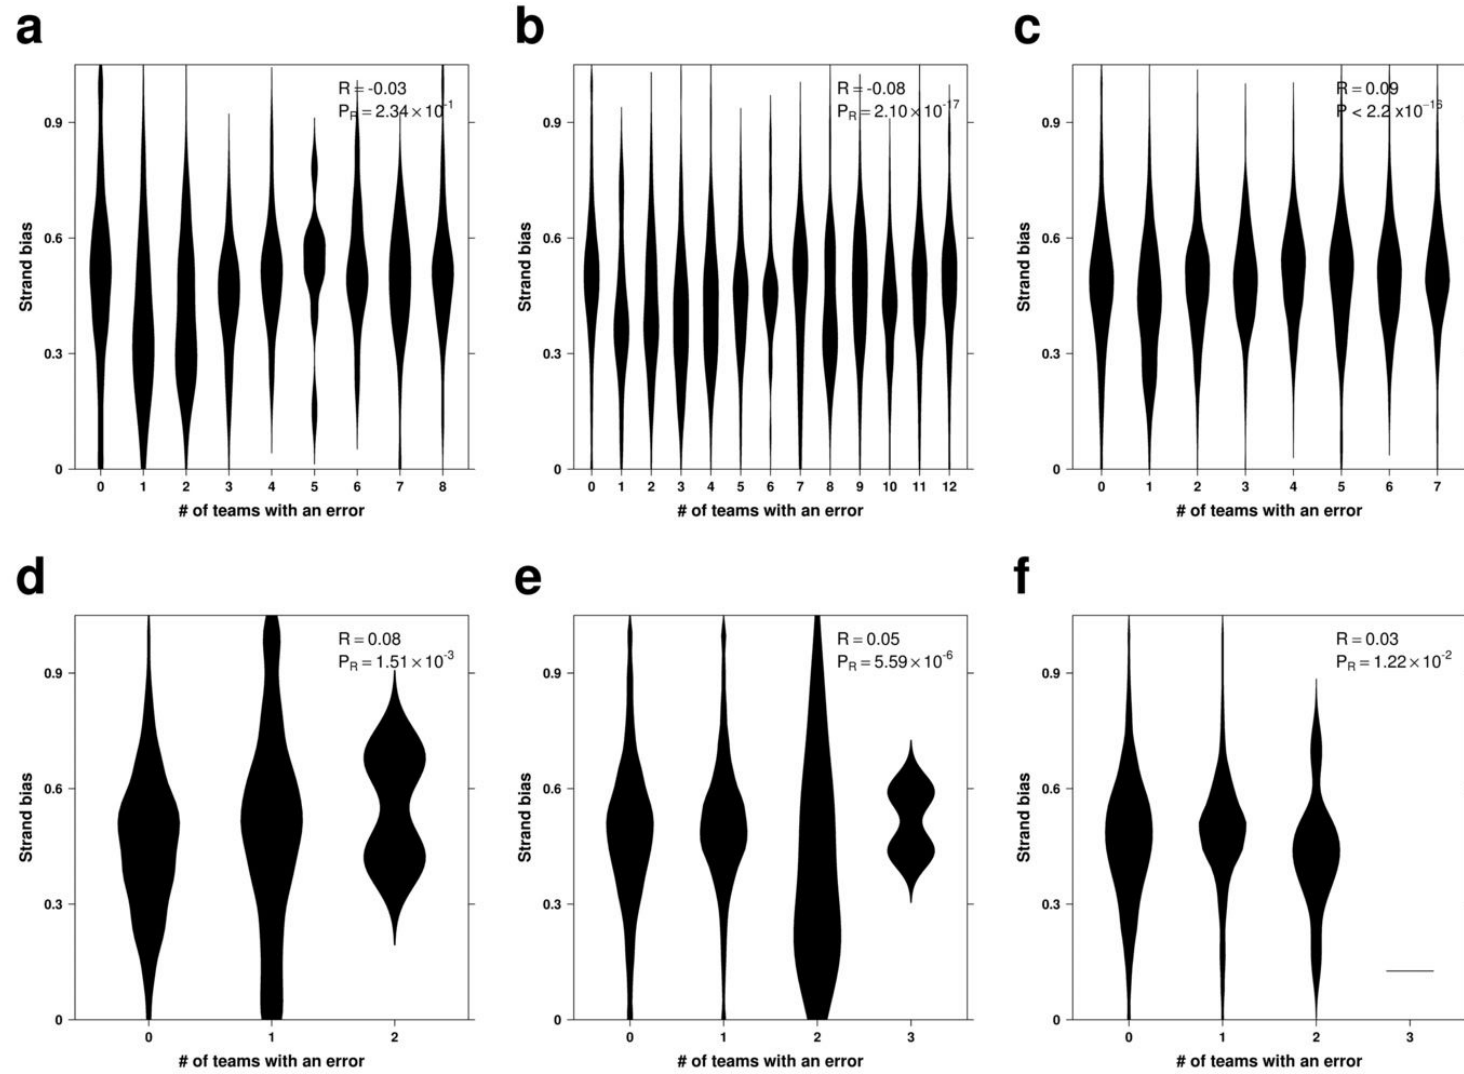 a
R = -0.03
P_R = 2.34 × 10^-1
0.9
0.6
0.3
0
Strand bias
0 1 2 3 4 5 6 7 8
# of teams with an error
b
R = -0.08
P_R = 2.10 × 10^-17
0.9
0.6
0.3
0
Strand bias
0 1 2 3 4 5 6 7 8 9 10 11 12
# of teams with an error
c
R = 0.09
P < 2.2 x10^-16
0.9
0.6
0.3
0
Strand bias
0 1 2 3 4 5 6 7
# of teams with an error
d
R = 0.08
P_R = 1.51 × 10^-3
0.9
0.6
0.3
0
Strand bias
0 1 2
# of teams with an error
e
R = 0.05
P_R = 5.59 × 10^-6
0.9
0.6
0.3
0
Strand bias
0 1 2 3
# of teams with an error
f
R = 0.03
P_R = 1.22 × 10^-2
0.9
0.6
0.3
0
Strand bias
0 1 2 3
# of teams with an error